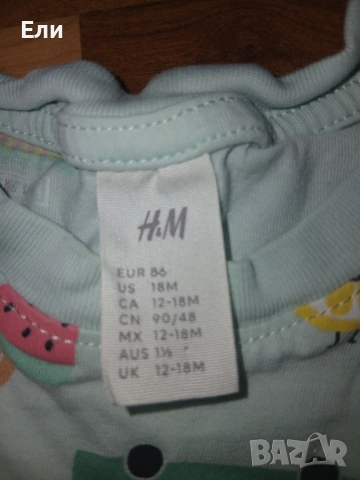 Ели
H&M
EUR 86
US 18M
CA 12-18M
CN 90/48
MX 12-18M
AUS 1½
UK 12-18M
BAZAR